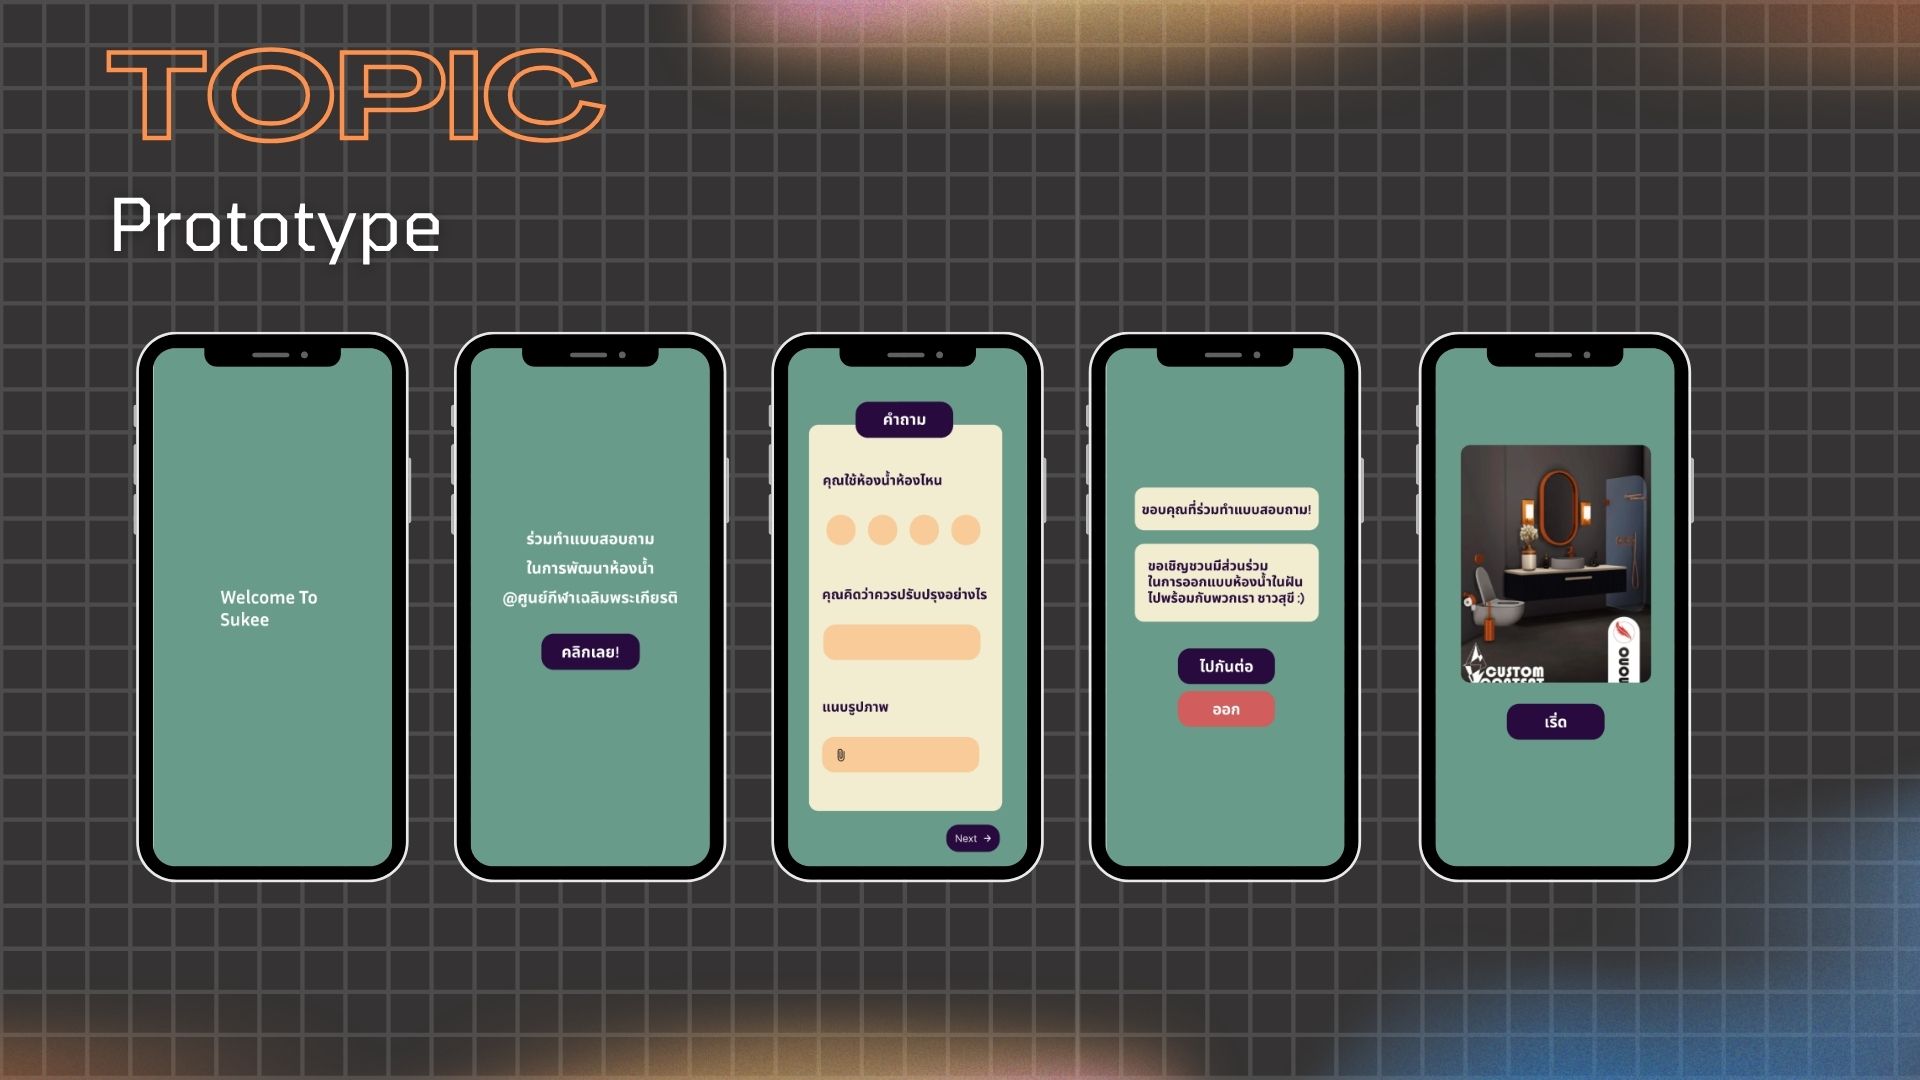 TOPIC
Prototype
Welcome To
Sukee
ร่วมทำแบบสอบถาม
ในการพัฒนาห้องน้ำ
@ศูนย์กีฬาเฉลิมพระเกียรติ
คลิกเลย!
คำถาม
คุณใช้ห้องน้ำห้องไหน
คุณคิดว่าควรปรับปรุงอย่างไร
แนบรูปภาพ
Next →
ขอบคุณที่ร่วมทำแบบสอบถาม!
ขอเชิญชวนมีส่วนร่วม
ในการออกแบบห้องน้ำในฝัน
ไปพร้อมกับพวกเรา ชาวสุขี :)
ไปกันต่อ
ออก
CUSTOM
CONTENT
MONO
เริ่ด